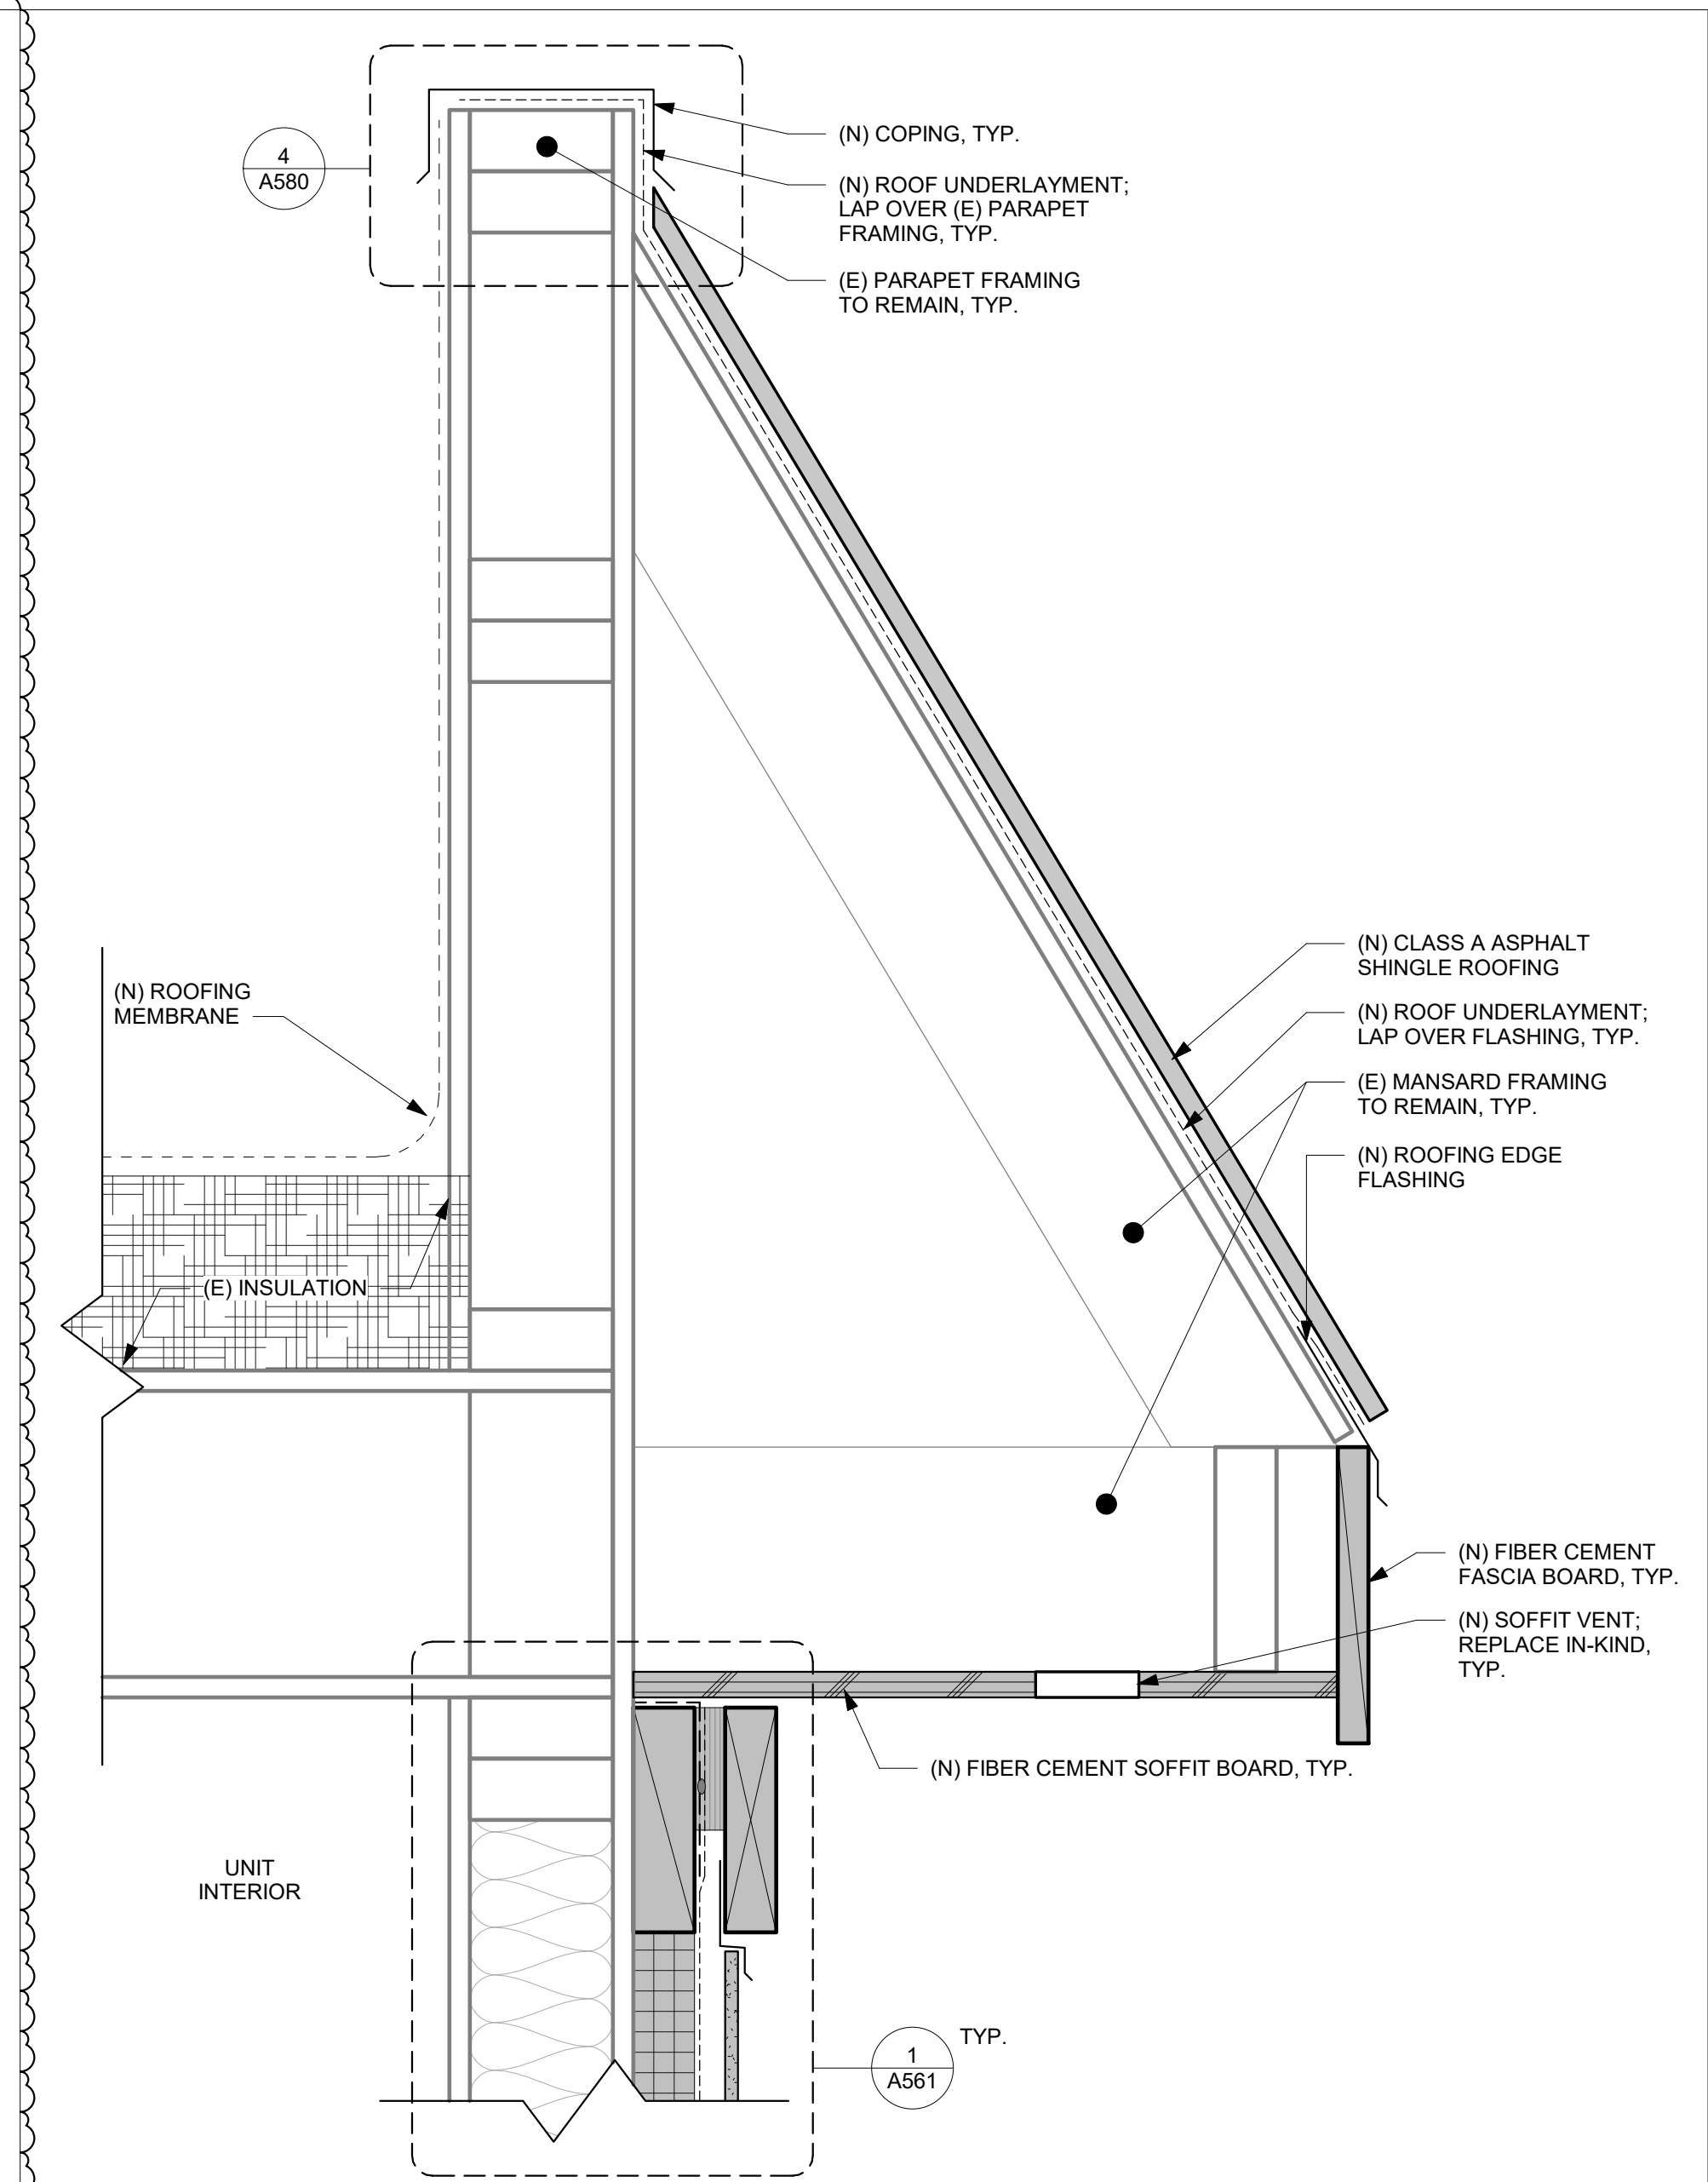 4
A580
(N) COPING, TYP.
(N) ROOF UNDERLAYMENT;
LAP OVER (E) PARAPET
FRAMING, TYP.
(E) PARAPET FRAMING
TO REMAIN, TYP.
(N) ROOFING
MEMBRANE
(N) CLASS A ASPHALT
SHINGLE ROOFING
(N) ROOF UNDERLAYMENT;
LAP OVER FLASHING, TYP.
(E) MANSARD FRAMING
TO REMAIN, TYP.
(N) ROOFING EDGE
FLASHING
(E) INSULATION
(N) FIBER CEMENT
FASCIA BOARD, TYP.
(N) SOFFIT VENT;
REPLACE IN-KIND,
TYP.
(N) FIBER CEMENT SOFFIT BOARD, TYP.
UNIT
INTERIOR
1
A561
TYP.